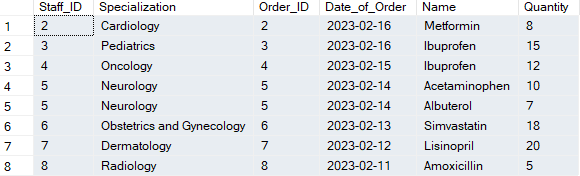 Staff_ID Specialization Order_ID Date_of_Order Name Quantity
1 2 Cardiology 2 2023-02-16 Metformin 8
2 3 Pediatrics 3 2023-02-16 Ibuprofen 15
3 4 Oncology 4 2023-02-15 Ibuprofen 12
4 5 Neurology 5 2023-02-14 Acetaminophen 10
5 5 Neurology 5 2023-02-14 Albuterol 7
6 6 Obstetrics and Gynecology 6 2023-02-13 Simvastatin 18
7 7 Dermatology 7 2023-02-12 Lisinopril 20
8 8 Radiology 8 2023-02-11 Amoxicillin 5